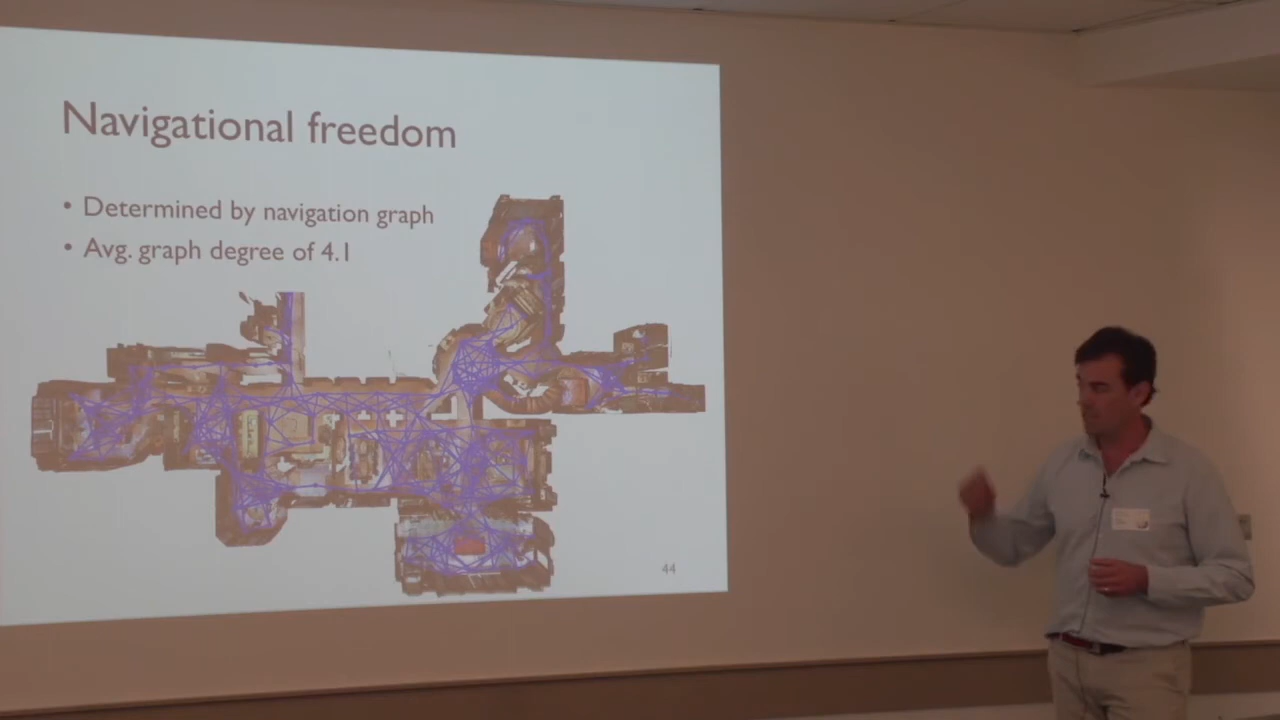 Navigational freedom
• Determined by navigation graph
• Avg. graph degree of 4.1
44